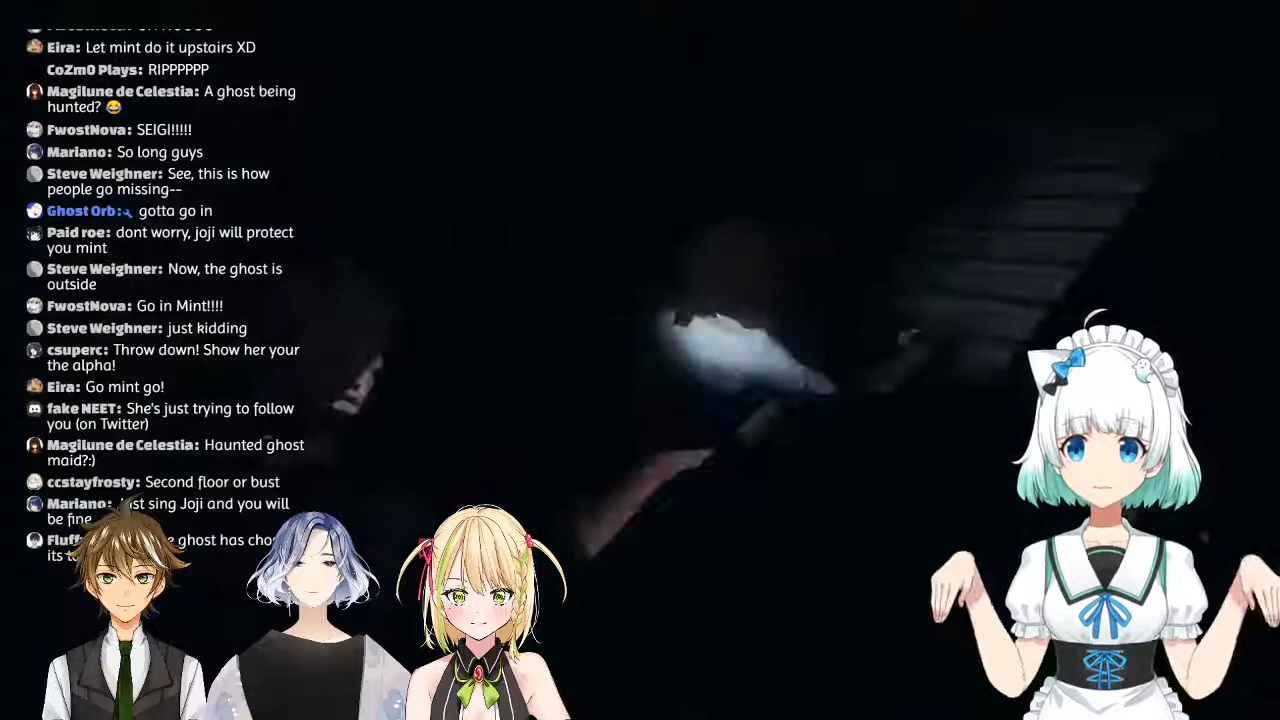 Eira: Let mint do it upstairs XD
CoZm0 Plays: RIPPPPPP
Magilune de Celestia: A ghost being
hunted? 😂
FwostNova: SEIGI!!!!!
Mariano: So long guys
Steve Weighner: See, this is how
people go missing--
Ghost Orb: gotta go in
Paid roe: dont worry, joji will protect
you mint
Steve Weighner: Now, the ghost is
outside
FwostNova: Go in Mint!!!!
Steve Weighner: just kidding
csuperc: Throw down! Show her your
the alpha!
Eira: Go mint go!
fake NEET: She's just trying to follow
you (on Twitter)
Magilune de Celestia: Haunted ghost
maid?:)
ccstayfrosty: Second floor or bust
Mariano: Just sing Joji and you will
be fine
ghost has
its